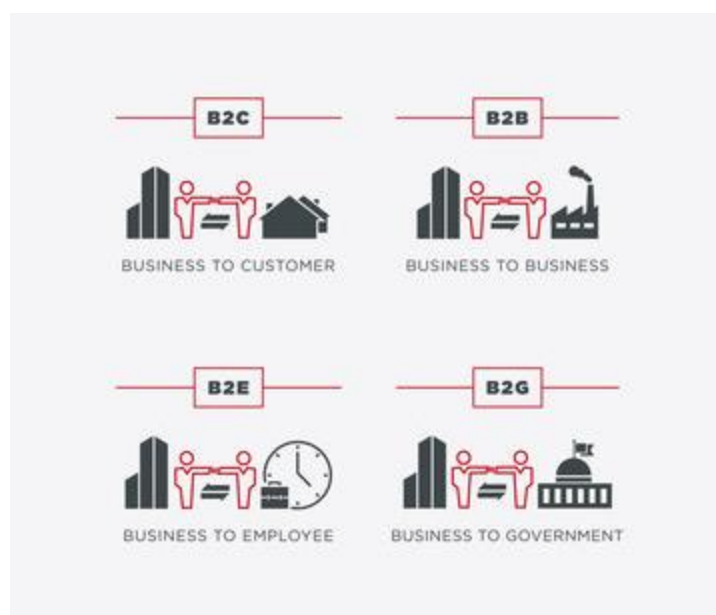 B2C
BUSINESS TO CUSTOMER
B2B
BUSINESS TO BUSINESS
B2E
BUSINESS TO EMPLOYEE
B2G
BUSINESS TO GOVERNMENT